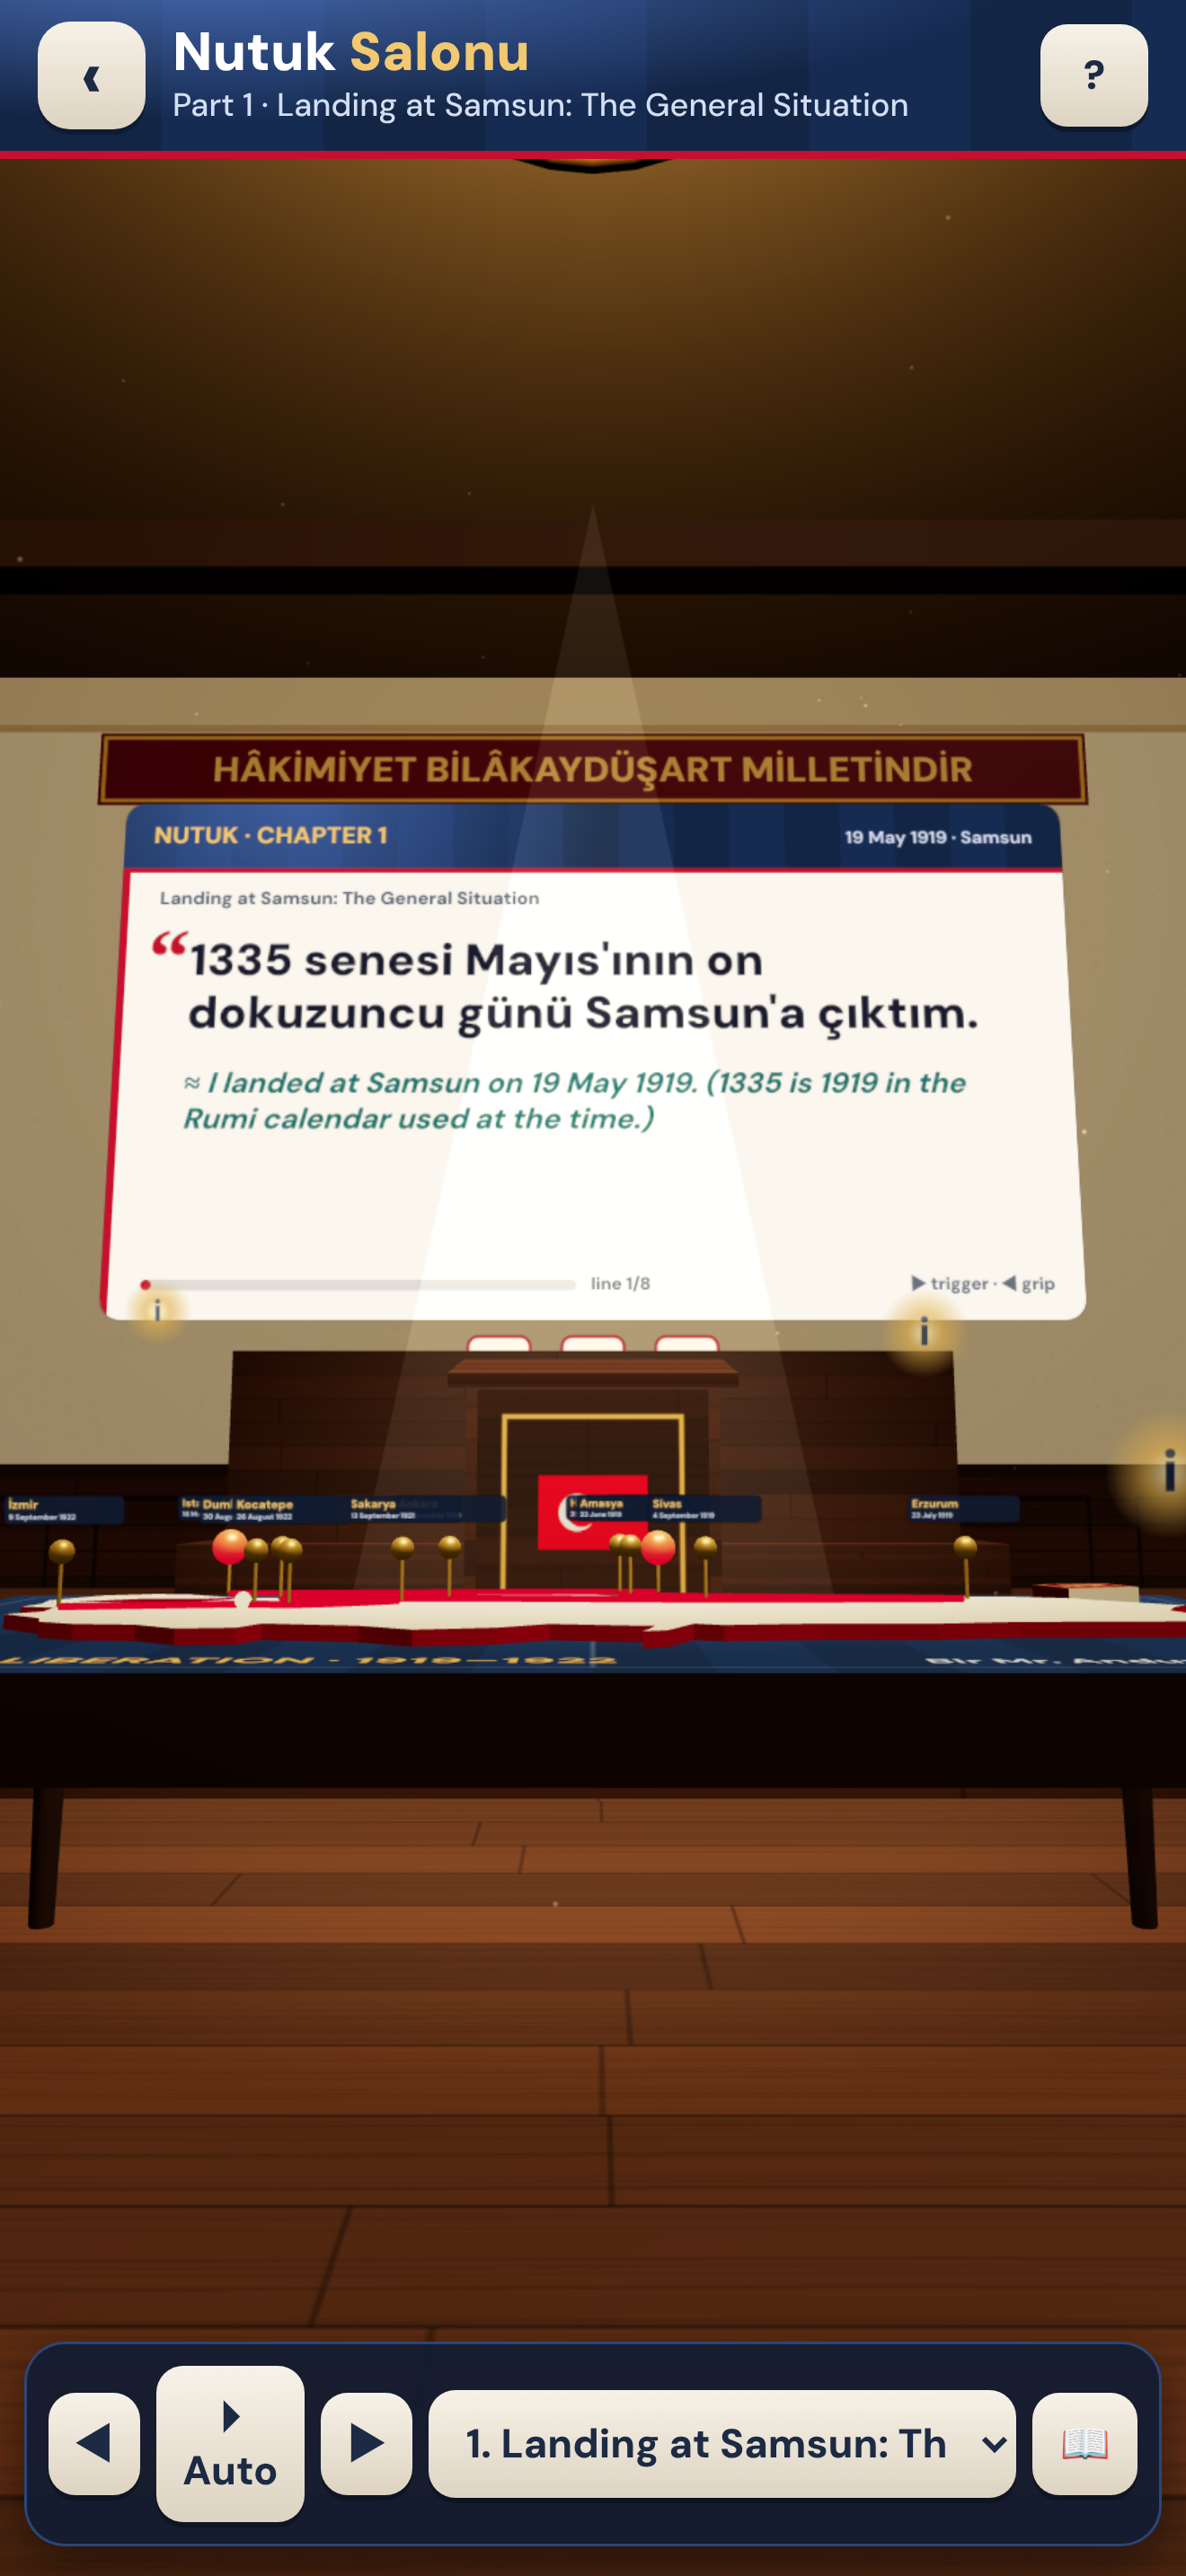 Nutuk Salonu
Part 1 · Landing at Samsun: The General Situation
?
HÂKİMİYET BİLÂKAYDÜŞART MİLLETİNDİR
NUTUK · CHAPTER 1
19 May 1919 · Samsun
Landing at Samsun: The General Situation
“1335 senesi Mayıs'ının on
dokuzuncu günü Samsun'a çıktım.
≈ I landed at Samsun on 19 May 1919. (1335 is 1919 in the
Rumi calendar used at the time.)
line 1/8
▶ trigger · ◀ grip
i
i
i
İzmir
9 September 1922
Kocatepe
26 August 1922
Sakarya
13 September 1921
Ankara
Amasya
22 June 1919
Sivas
4 September 1919
Erzurum
23 July 1919
LIBERATION · 1919–1922
Bir Mr.
Auto
1. Landing at Samsun: Th